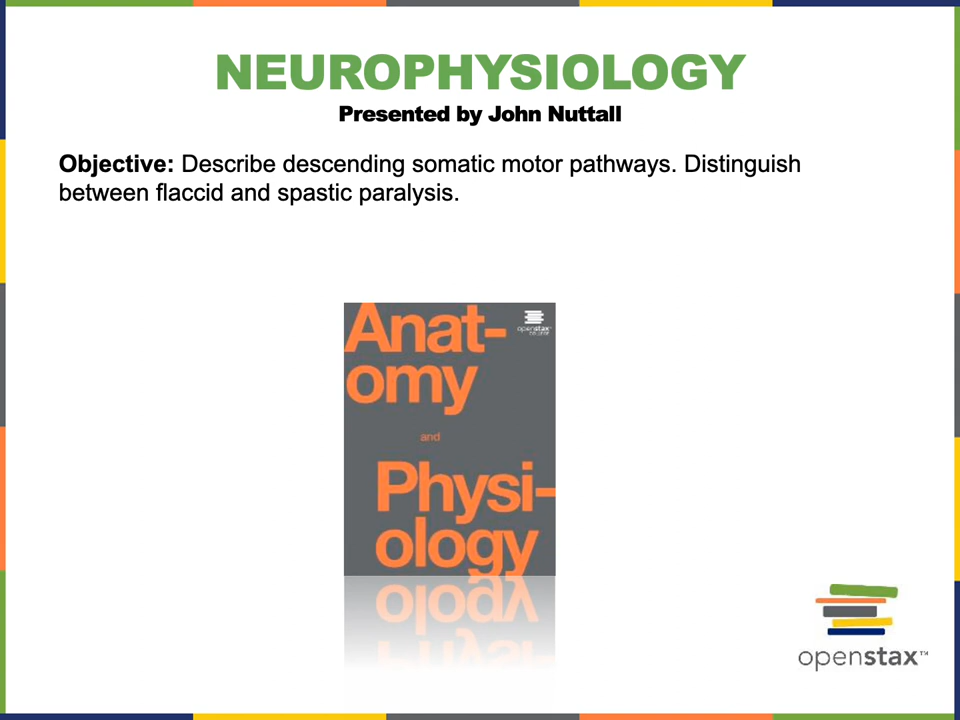 NEUROPHYSIOLOGY
Presented by John Nuttall
Objective: Describe descending somatic motor pathways. Distinguish
between flaccid and spastic paralysis.
openstax
Anat-
omy
and
Physi-
ology
openstax™